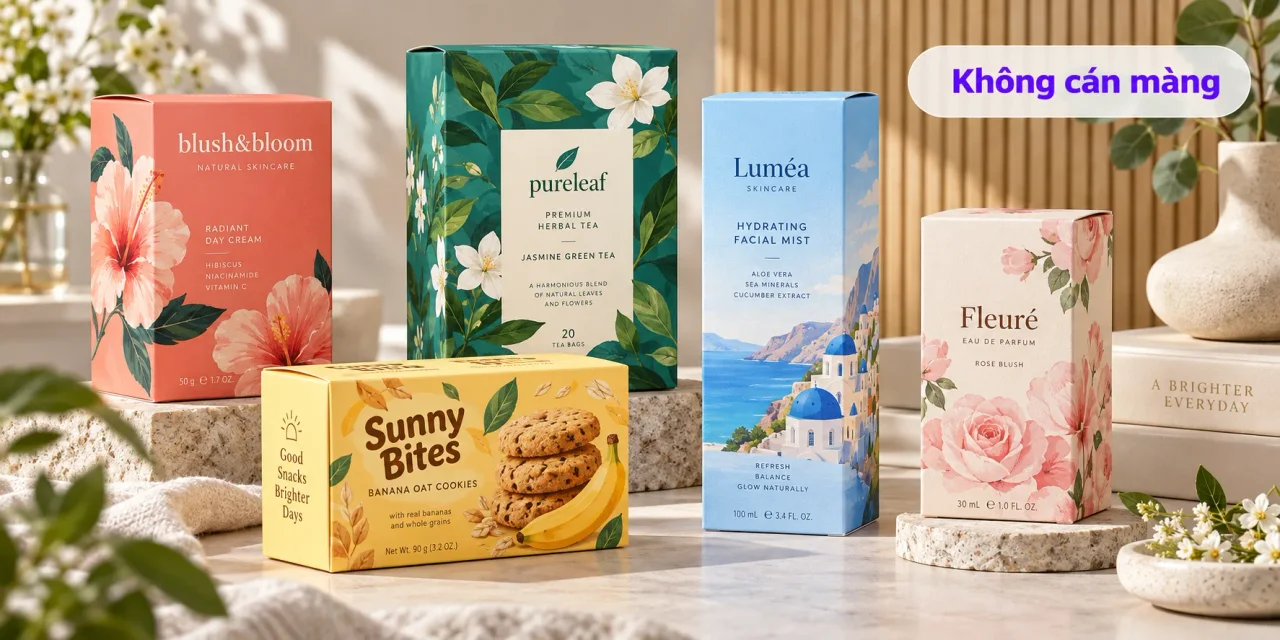 Không cán màng
blush&bloom
NATURAL SKINCARE
RADIANT
DAY CREAM
HIBISCUS
NIACINAMIDE
VITAMIN C
50 g ℮ 1.7 OZ.
pureleaf
PREMIUM
HERBAL TEA
JASMINE GREEN TEA
A HARMONIOUS BLEND
OF NATURAL LEAVES
AND FLOWERS
20
TEA BAGS
Good
Snacks
Brighter
Days
Sunny
Bites
BANANA OAT COOKIES
with real bananas
and whole grains
Net Wt. 90 g (3.2 OZ.)
Luméa
SKINCARE
HYDRATING
FACIAL MIST
ALOE VERA
SEA MINERALS
CUCUMBER EXTRACT
REFRESH
BALANCE
GLOW NATURALLY
100 mL ℮ 3.4 FL. OZ.
Fleuré
EAU DE PARFUM
ROSE BLUSH
30 mL ℮ 1.0 FL. OZ.
A BRIGHTER
EVERYDAY